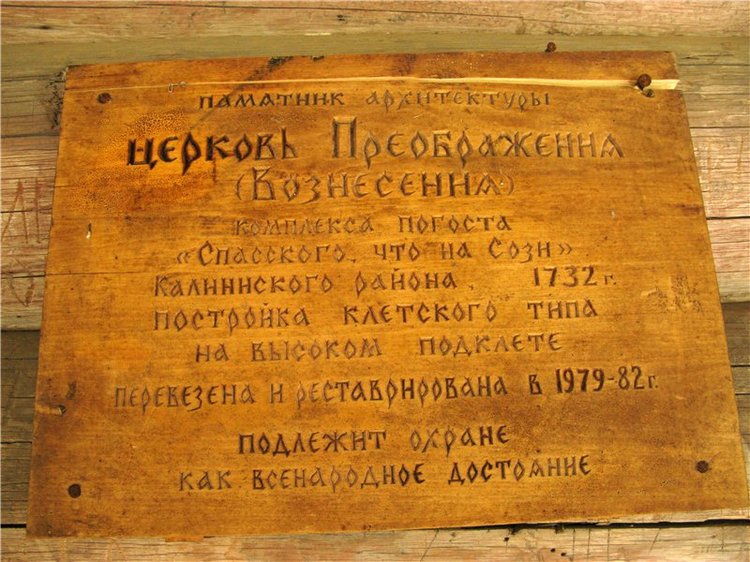 ПАМЯТНИК АРХИТЕКТУРЫ
ЦЕРКОВЬ ПРЕОБРАЖЕНИЯ
(ВОЗНЕСЕНИЯ)
КОМПЛЕКСА ПОГОСТА
«СПАССКОГО, ЧТО НА СОЗИ»
КАЛИНИНСКОГО РАЙОНА, 1732 г.
ПОСТРОЙКА КЛЕТСКОГО ТИПА
НА ВЫСОКОМ ПОДКЛЕТЕ
ПЕРЕВЕЗЕНА И РЕСТАВРИРОВАНА В 1979-82 г.
ПОДЛЕЖИТ ОХРАНЕ
КАК ВСЕНАРОДНОЕ ДОСТОЯНИЕ